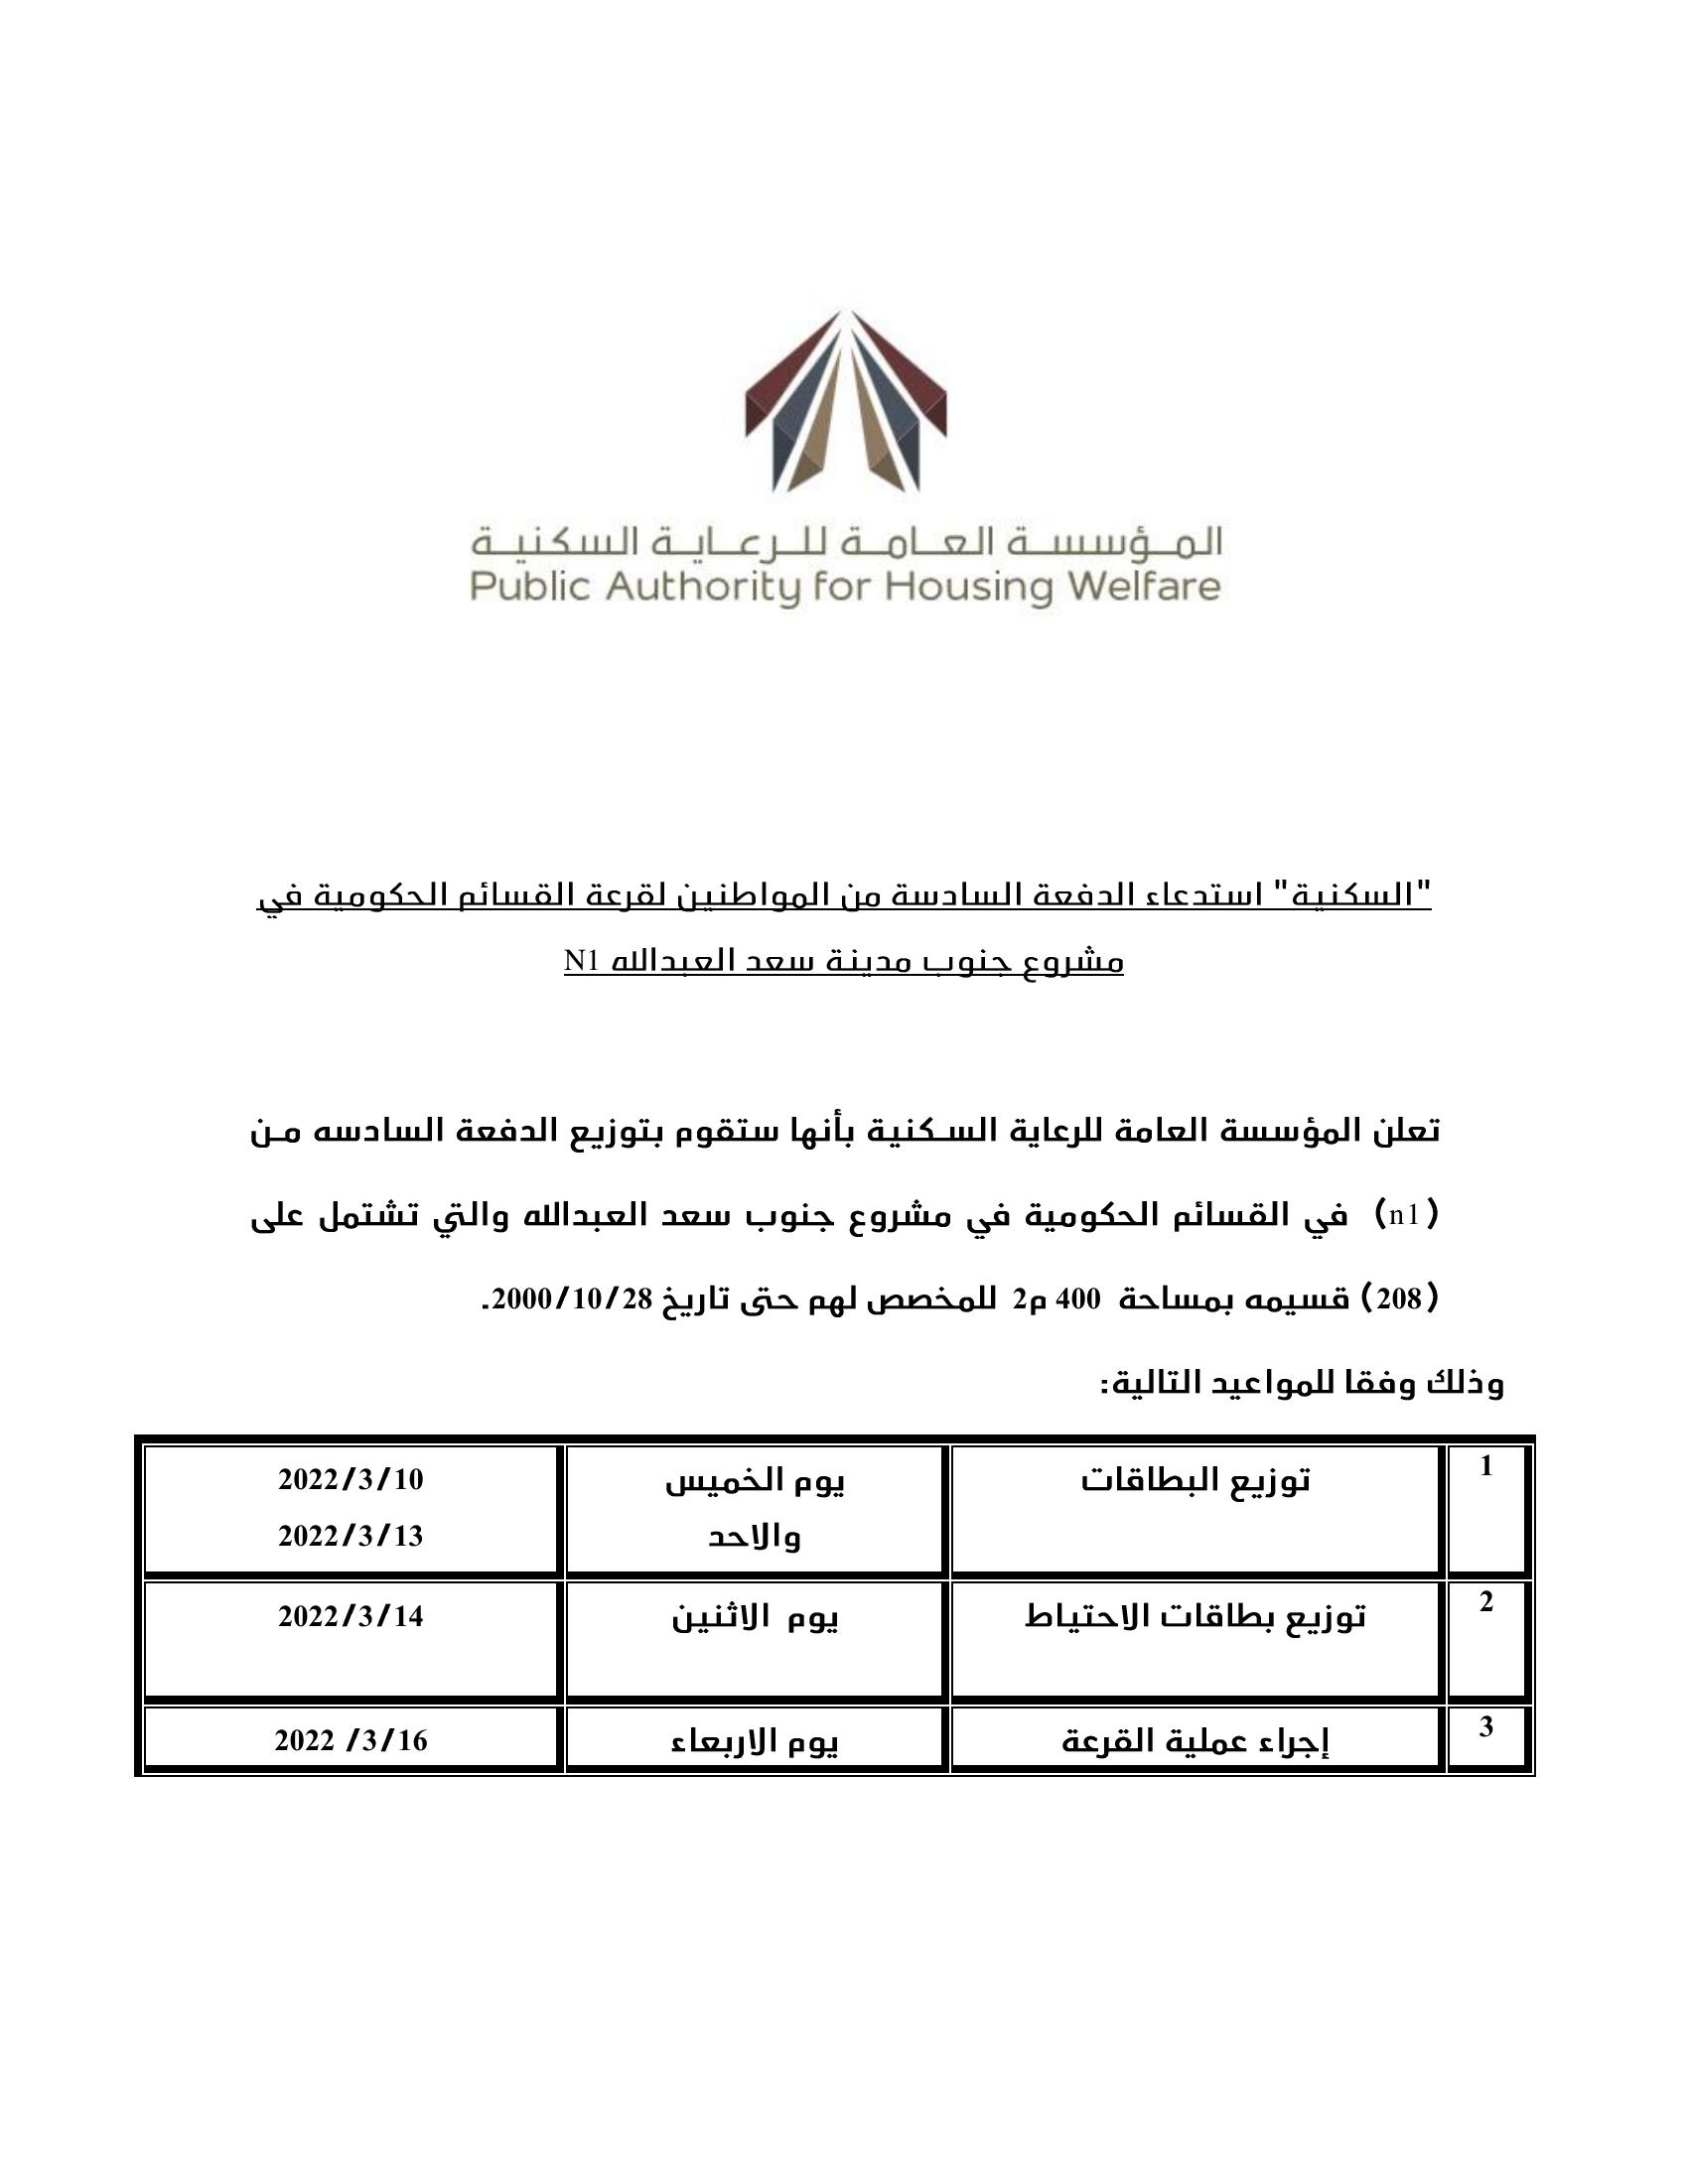 المؤسسة العامة للرعاية السكنية
Public Authority for Housing Welfare
"السكنية" استدعاء الدفعة السادسة من المواطنين لقرعة القسائم الحكومية في
مشروع جنوب مدينة سعد العبدالله N1
تعلن المؤسسة العامة للرعاية السكنية بأنها ستقوم بتوزيع الدفعة السادسه من
(n1) في القسائم الحكومية في مشروع جنوب سعد العبدالله والتي تشتمل على
(208) قسيمه بمساحة 400 م2 للمخصص لهم حتى تاريخ 2000/10/28.
وذلك وفقا للمواعيد التالية:
1 توزيع البطاقات يوم الخميس 2022/3/10
والاحد 2022/3/13
2 توزيع بطاقات الاحتياط يوم الاثنين 2022/3/14
3 إجراء عملية القرعة يوم الاربعاء 2022 /3/16